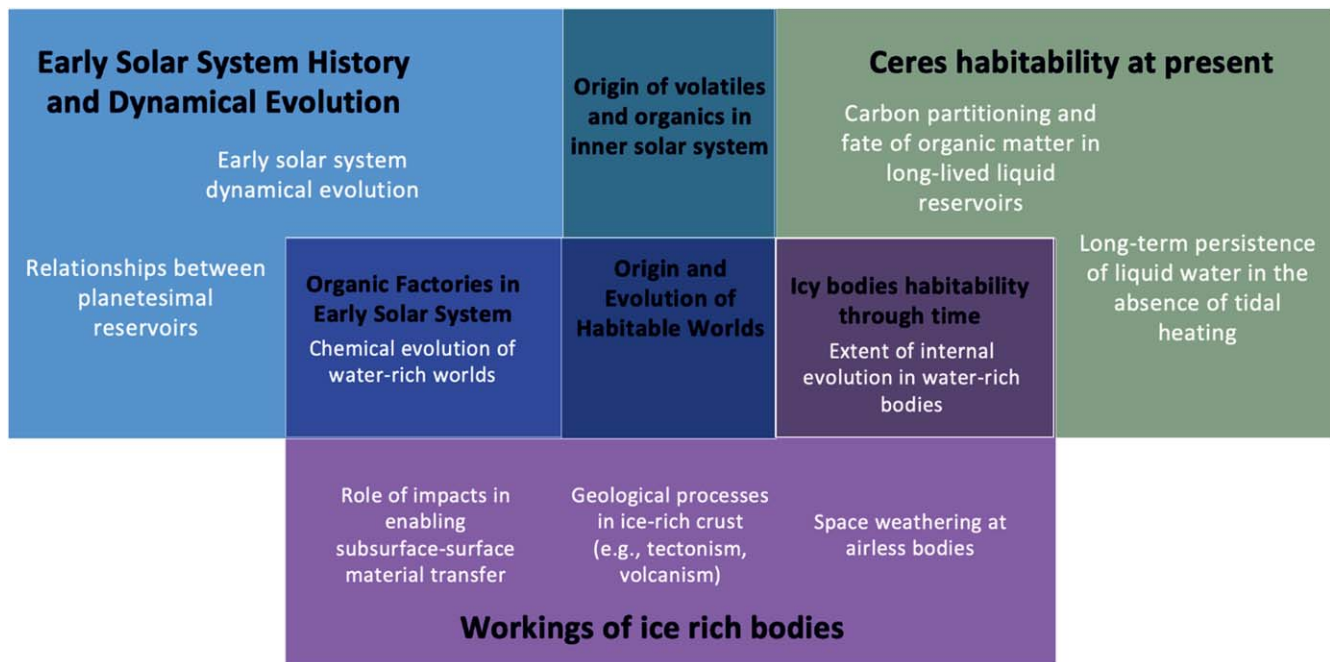 Early Solar System History
and Dynamical Evolution
Early solar system
dynamical evolution
Relationships between
planetesimal
reservoirs
Origin of volatiles
and organics in
inner solar system
Ceres habitability at present
Carbon partitioning and
fate of organic matter in
long-lived liquid
reservoirs
Long-term persistence
of liquid water in the
absence of tidal
heating
Organic Factories in
Early Solar System
Chemical evolution of
water-rich worlds
Origin and
Evolution of
Habitable Worlds
Icy bodies habitability
through time
Extent of internal
evolution in water-rich
bodies
Role of impacts in
enabling
subsurface-surface
material transfer
Geological processes
in ice-rich crust
(e.g., tectonism,
volcanism)
Space weathering at
airless bodies
Workings of ice rich bodies